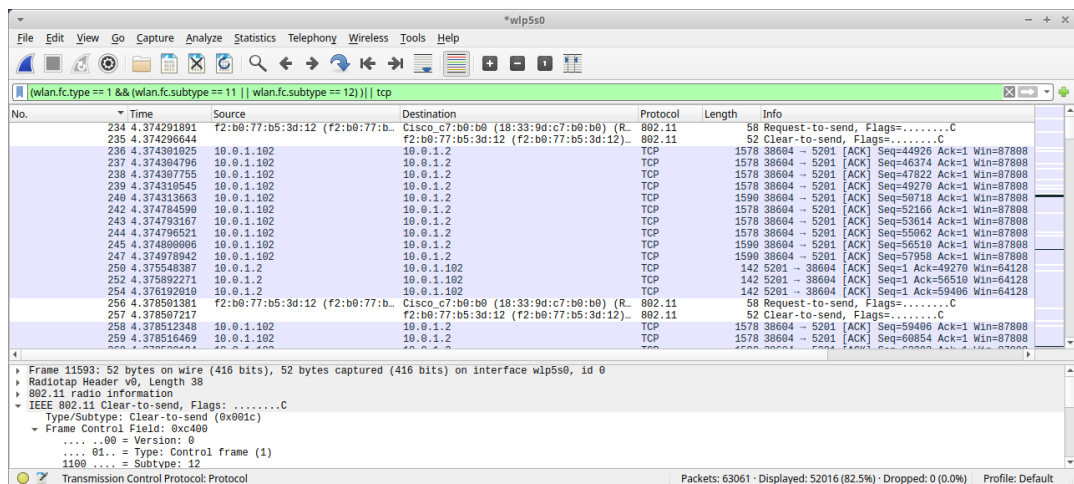 *wlp5s0
File Edit View Go Capture Analyze Statistics Telephony Wireless Tools Help
(wlan.fc.type == 1 && (wlan.fc.subtype == 11 || wlan.fc.subtype == 12) )|| tcp
No. Time Source Destination Protocol Length Info
234 4.374291891 f2:b0:77:b5:3d:12 (f2:b0:77:b… Cisco_c7:b0:b0 (18:33:9d:c7:b0:b0) (R… 802.11 58 Request-to-send, Flags=........C
235 4.374296644 f2:b0:77:b5:3d:12 (f2:b0:77:b5:3d:12)… 802.11 52 Clear-to-send, Flags=........C
236 4.374301025 10.0.1.102 10.0.1.2 TCP 1578 38604 → 5201 [ACK] Seq=44926 Ack=1 Win=87808
237 4.374304796 10.0.1.102 10.0.1.2 TCP 1578 38604 → 5201 [ACK] Seq=46374 Ack=1 Win=87808
238 4.374307755 10.0.1.102 10.0.1.2 TCP 1578 38604 → 5201 [ACK] Seq=47822 Ack=1 Win=87808
239 4.374310545 10.0.1.102 10.0.1.2 TCP 1578 38604 → 5201 [ACK] Seq=49270 Ack=1 Win=87808
240 4.374313663 10.0.1.102 10.0.1.2 TCP 1590 38604 → 5201 [ACK] Seq=50718 Ack=1 Win=87808
242 4.374784590 10.0.1.102 10.0.1.2 TCP 1578 38604 → 5201 [ACK] Seq=52166 Ack=1 Win=87808
243 4.374793167 10.0.1.102 10.0.1.2 TCP 1578 38604 → 5201 [ACK] Seq=53614 Ack=1 Win=87808
244 4.374796521 10.0.1.102 10.0.1.2 TCP 1578 38604 → 5201 [ACK] Seq=55062 Ack=1 Win=87808
245 4.374800006 10.0.1.102 10.0.1.2 TCP 1590 38604 → 5201 [ACK] Seq=56510 Ack=1 Win=87808
247 4.374978942 10.0.1.102 10.0.1.2 TCP 1590 38604 → 5201 [ACK] Seq=57958 Ack=1 Win=87808
250 4.375548387 10.0.1.2 10.0.1.102 TCP 142 5201 → 38604 [ACK] Seq=1 Ack=49270 Win=64128
252 4.375892271 10.0.1.2 10.0.1.102 TCP 142 5201 → 38604 [ACK] Seq=1 Ack=56510 Win=64128
254 4.376192010 10.0.1.2 10.0.1.102 TCP 142 5201 → 38604 [ACK] Seq=1 Ack=59406 Win=64128
256 4.378501381 f2:b0:77:b5:3d:12 (f2:b0:77:b… Cisco_c7:b0:b0 (18:33:9d:c7:b0:b0) (R… 802.11 58 Request-to-send, Flags=........C
257 4.378507217 f2:b0:77:b5:3d:12 (f2:b0:77:b5:3d:12)… 802.11 52 Clear-to-send, Flags=........C
258 4.378512348 10.0.1.102 10.0.1.2 TCP 1578 38604 → 5201 [ACK] Seq=59406 Ack=1 Win=87808
259 4.378516469 10.0.1.102 10.0.1.2 TCP 1578 38604 → 5201 [ACK] Seq=60854 Ack=1 Win=87808
Frame 11593: 52 bytes on wire (416 bits), 52 bytes captured (416 bits) on interface wlp5s0, id 0
Radiotap Header v0, Length 38
802.11 radio information
IEEE 802.11 Clear-to-send, Flags: ........C
Type/Subtype: Clear-to-send (0x001c)
Frame Control Field: 0xc400
.... ..00 = Version: 0
.... 01.. = Type: Control frame (1)
1100 .... = Subtype: 12
Transmission Control Protocol: Protocol Packets: 63061 · Displayed: 52016 (82.5%) · Dropped: 0 (0.0%) Profile: Default